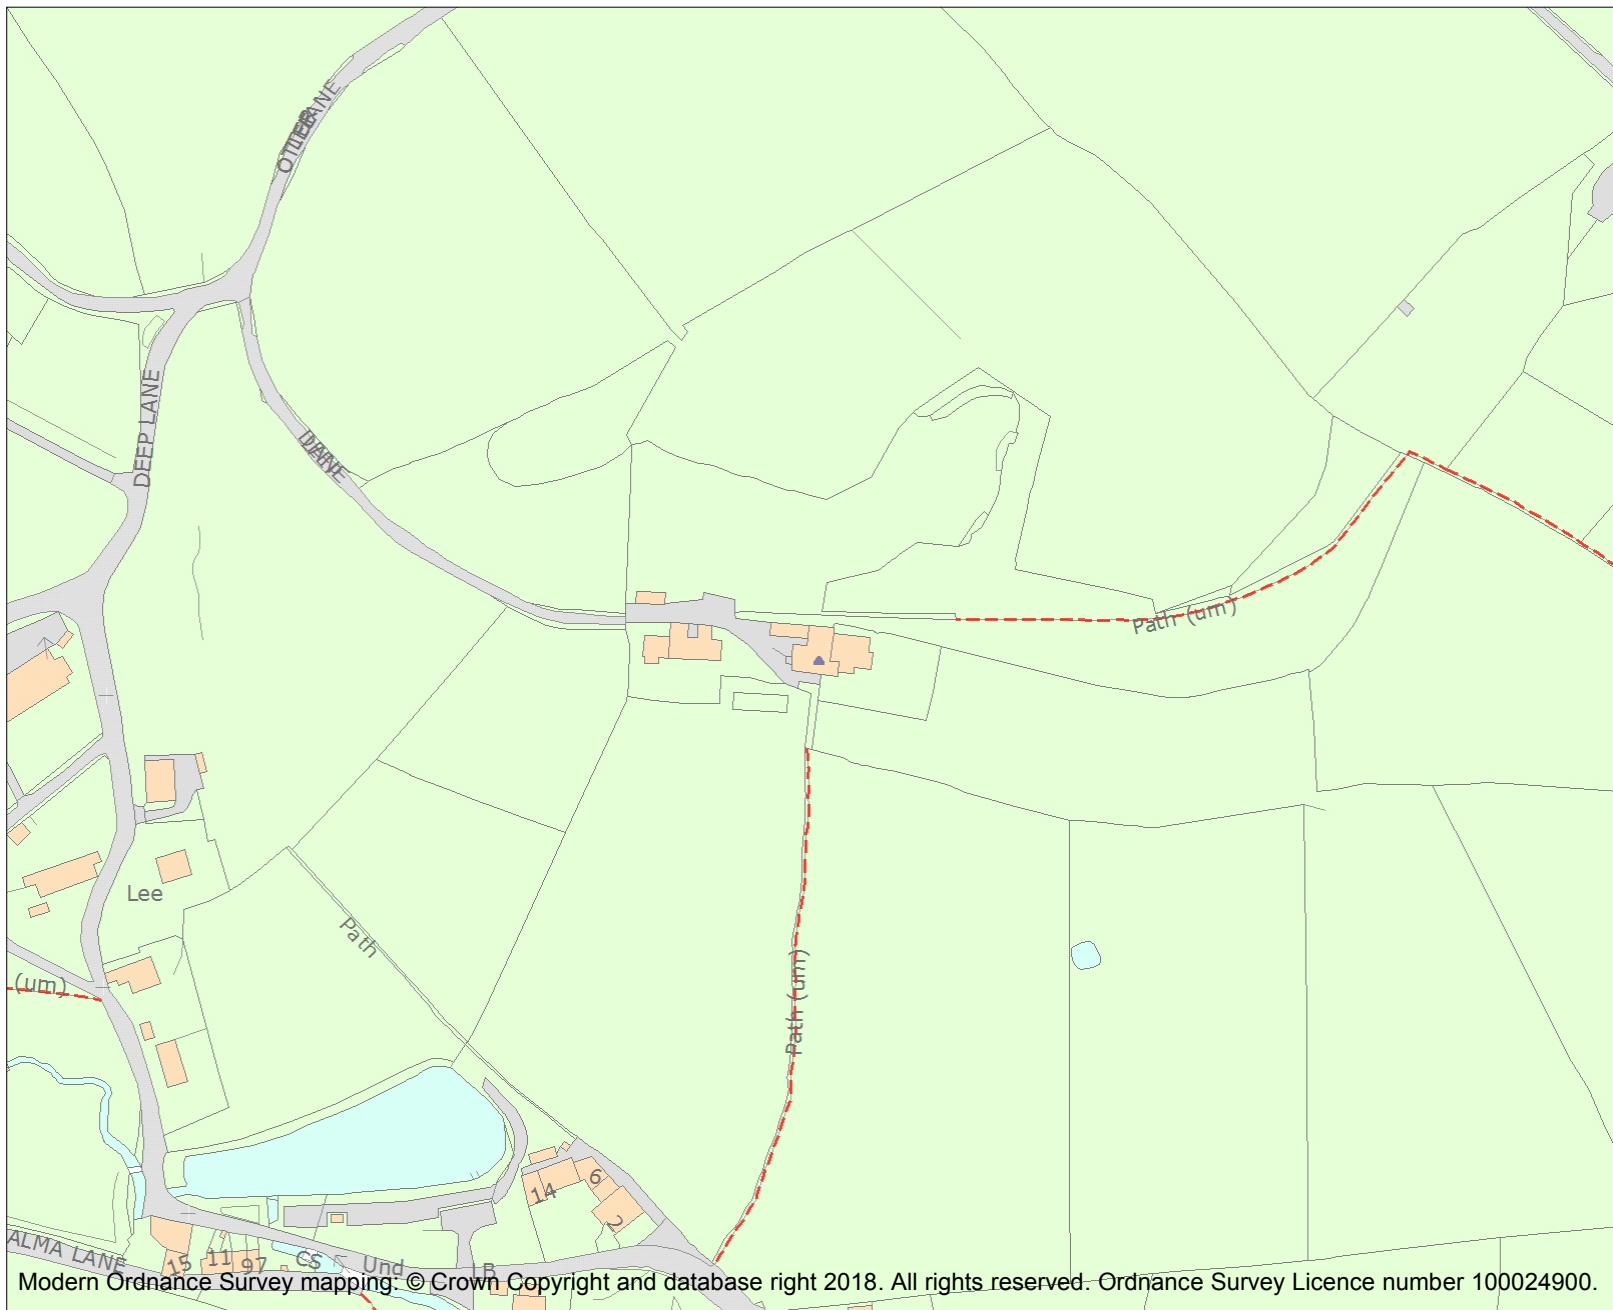 LANE
LANE
DEEP LANE
Path (um)
Lee
Path
(um)
Path (um)
14
6
2
ALMA LANE
15
11
97
CS
Und
LB
Modern Ordnance Survey mapping: © Crown Copyright and database right 2018. All rights reserved. Ordnance Survey Licence number 100024900.